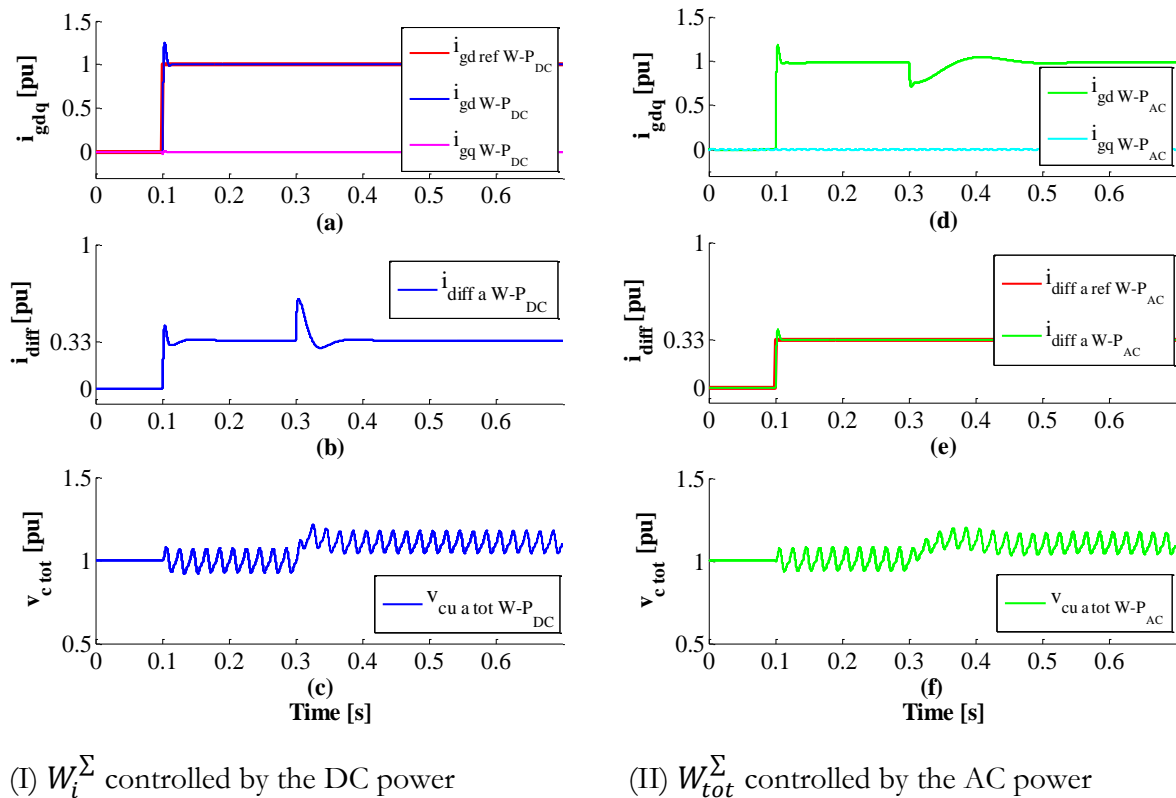 i_gdq [pu]
1.5
1
0.5
0
0 0.1 0.2 0.3 0.4 0.5 0.6
i_gd ref W-P_DC
i_gd W-P_DC
i_gq W-P_DC
(a)
i_diff [pu]
1
0.33
0
0 0.1 0.2 0.3 0.4 0.5 0.6
i_diff a W-P_DC
(b)
v_c tot [pu]
1.5
1
0.5
0 0.1 0.2 0.3 0.4 0.5 0.6
v_cu a tot W-P_DC
(c)
Time [s]
i_gdq [pu]
1.5
1
0.5
0
0 0.1 0.2 0.3 0.4 0.5 0.6
i_gd W-P_AC
i_gq W-P_AC
(d)
i_diff [pu]
1
0.33
0
0 0.1 0.2 0.3 0.4 0.5 0.6
i_diff a ref W-P_AC
i_diff a W-P_AC
(e)
v_c tot [pu]
1.5
1
0.5
0 0.1 0.2 0.3 0.4 0.5 0.6
v_cu a tot W-P_AC
(f)
Time [s]
(I) W_i^Σ controlled by the DC power
(II) W_tot^Σ controlled by the AC power